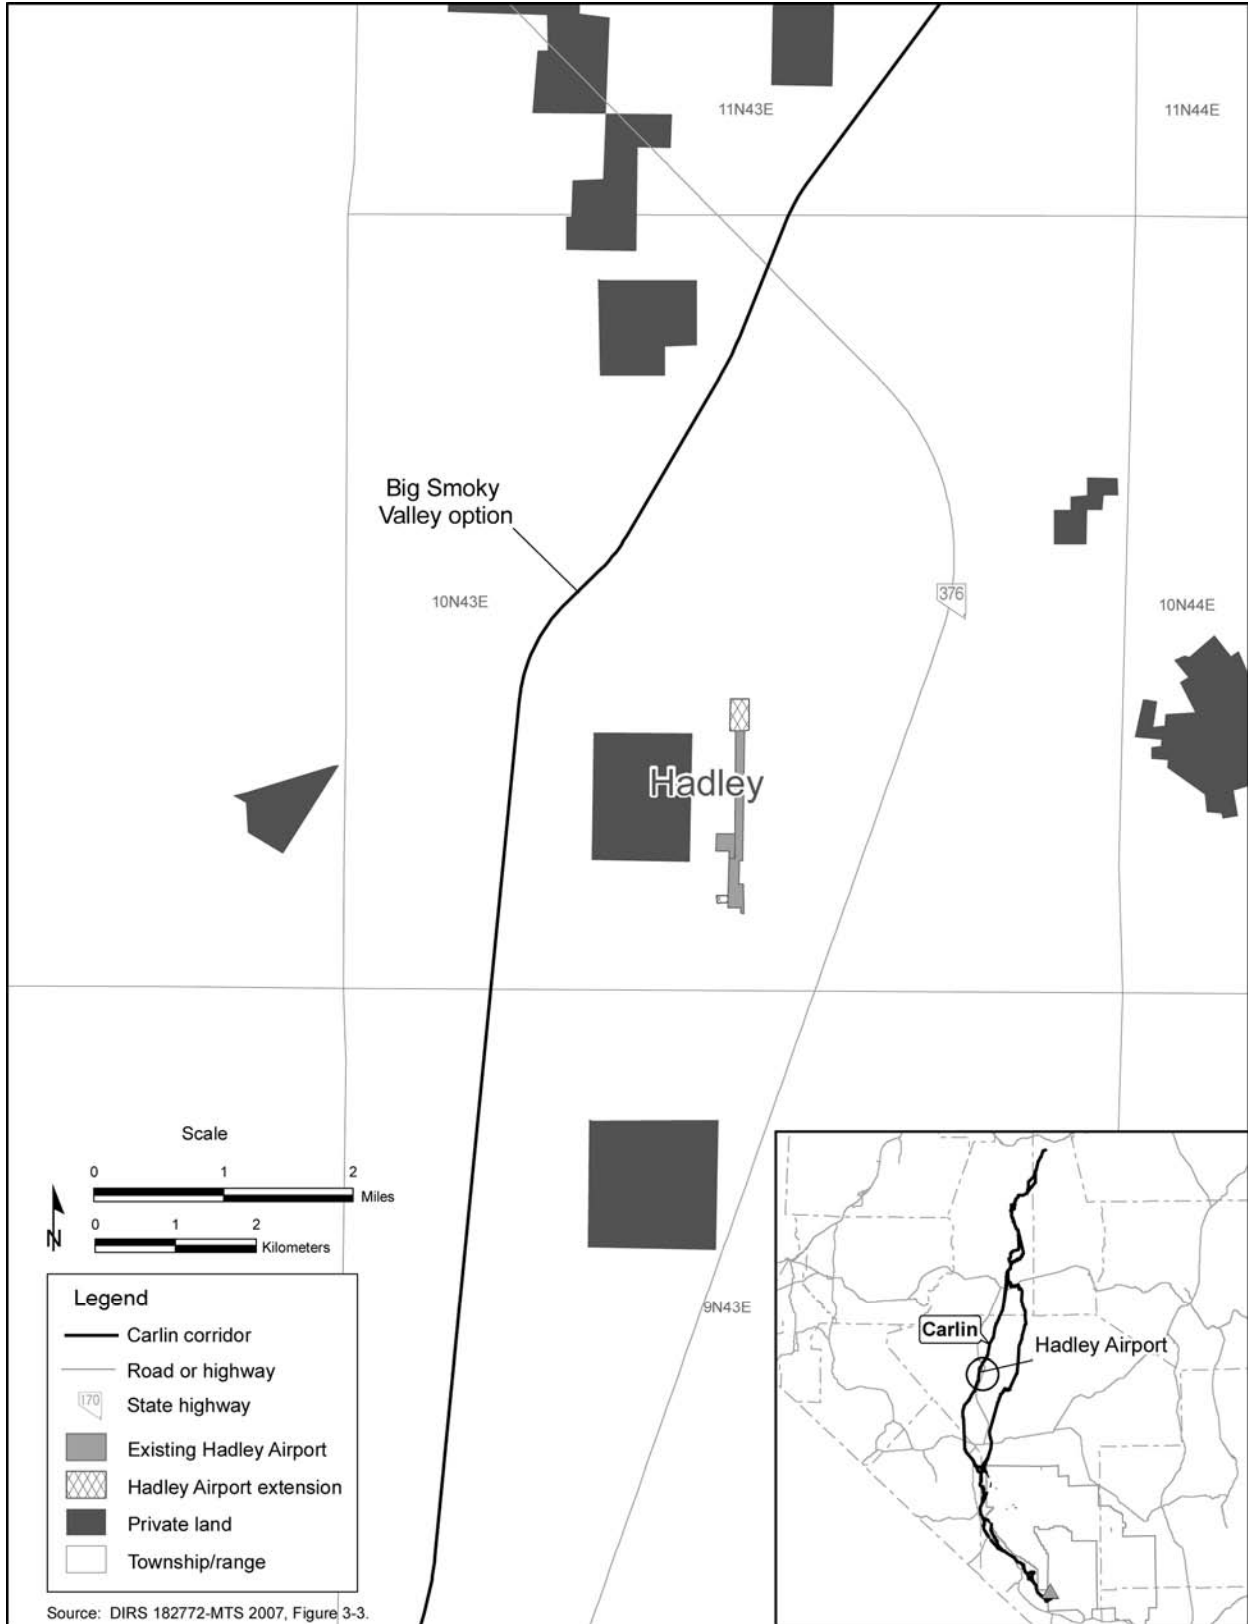 11N43E
11N44E
Big Smoky
Valley option
10N43E
376
10N44E
Hadley
Scale
0 1 2
Miles
0 1 2
Kilometers
N
9N43E
Legend
Carlin corridor
Road or highway
170
State highway
Existing Hadley Airport
Hadley Airport extension
Private land
Township/range
Source: DIRS 182772-MTS 2007, Figure 3-3.
Carlin
Hadley Airport